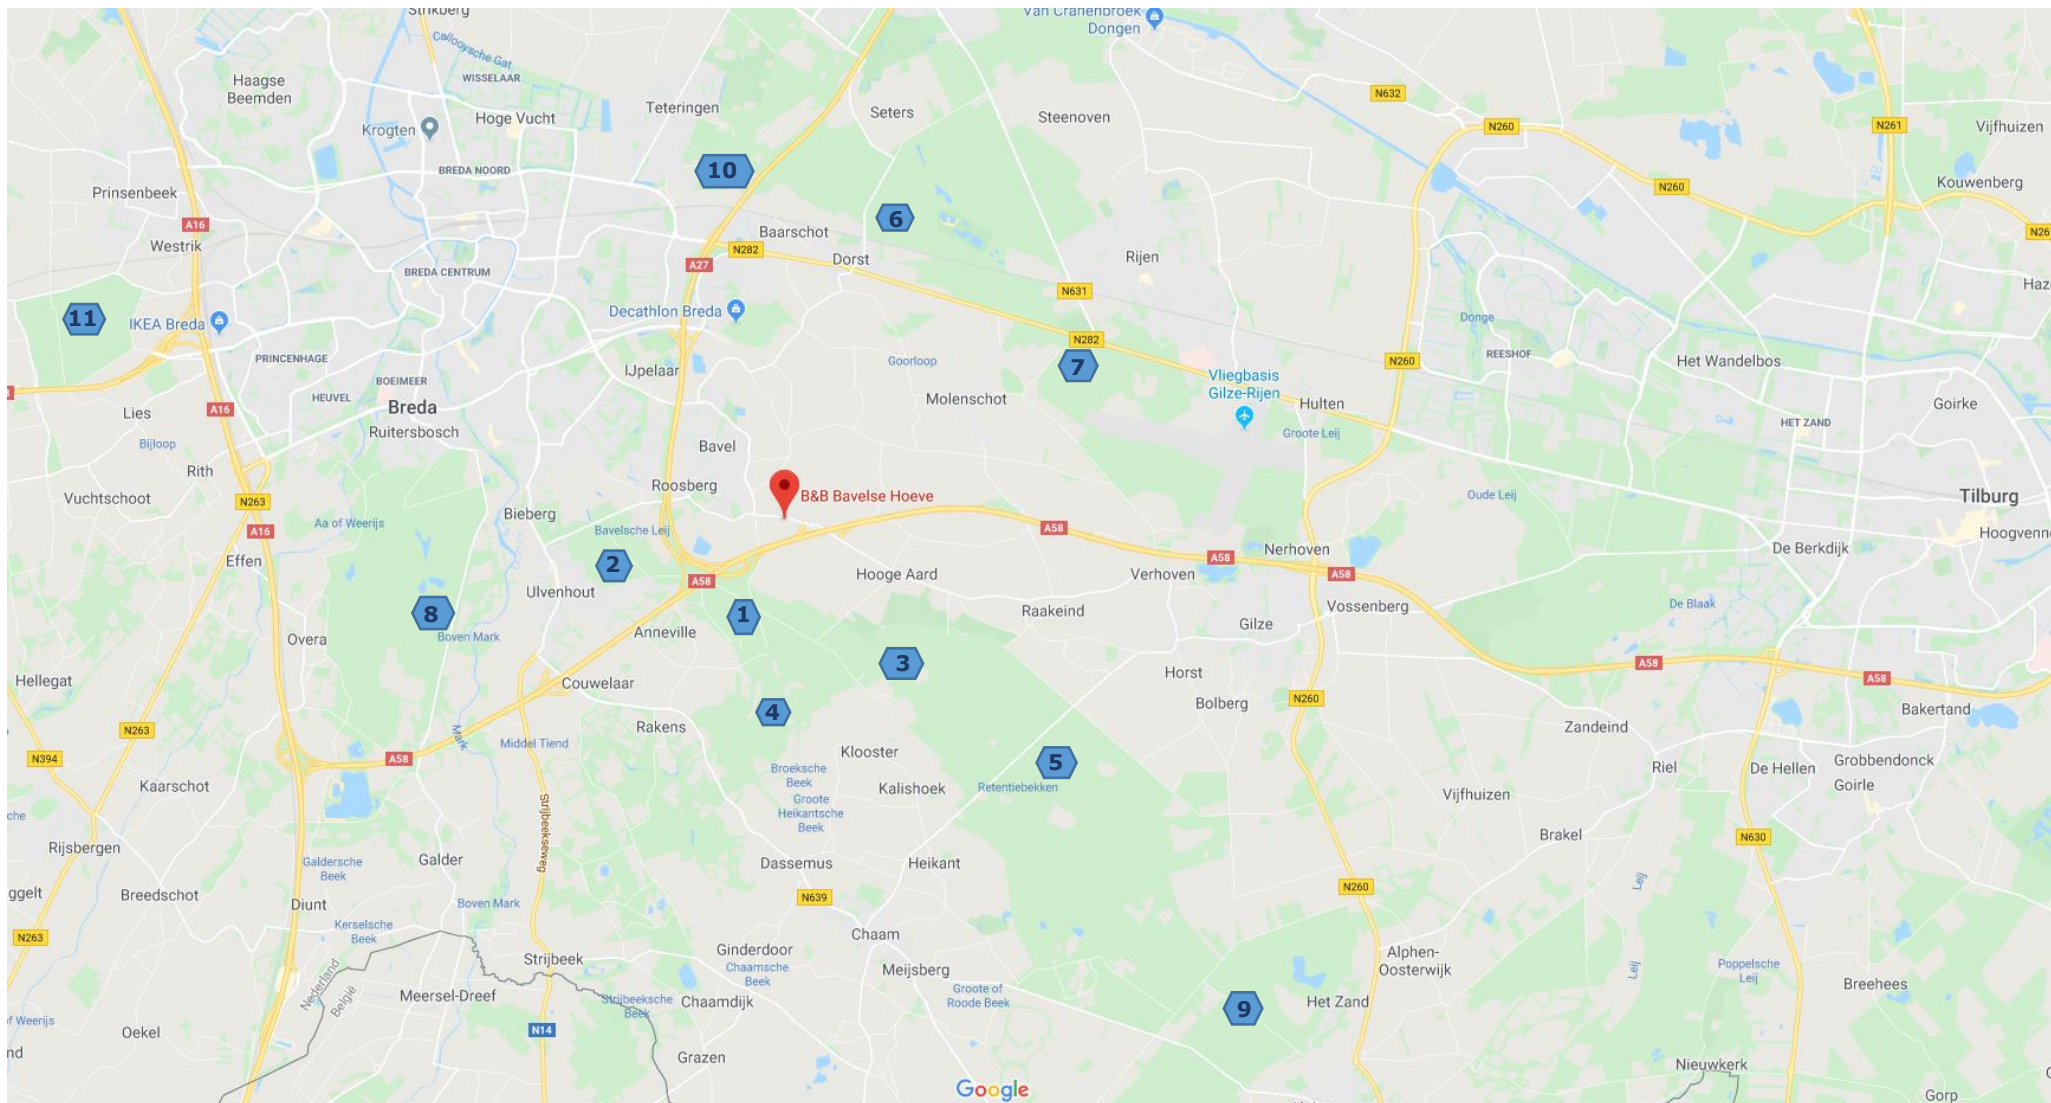 Strikberg
Van Cranenbroek
Dongen
Callooysche Gat
WISSELAAR
Haagse
Beemden
Teteringen
Seters
Steenoven
N632
N260
N261
Vijfhuizen
Hoge Vucht
Krogten
BREDA NOORD
10
Prinsenbeek
N260
Kouwenberg
A16
6
Baarschot
Westrik
N282
Dorst
Rijen
N26
BREDA CENTRUM
A27
N631
Haz
11
IKEA Breda
Decathlon Breda
Donge
N282
REESHOF
PRINCENHAGE
Goorloop
N260
Het Wandelbos
7
IJpelaar
Vliegbasis
Gilze-Rijen
BOEIMEER
HEUVEL
Molenschot
Hulten
Goirke
Breda
A16
Lies
Ruitersbosch
Groote Leij
HET ZAND
Bijloop
Bavel
Rith
Roosberg
B&B Bavelse Hoeve
Oude Leij
Tilburg
Vuchtschoot
N263
Bieberg
Aa of Weerijs
A16
Bavelsche Leij
A58
Hoogvenn
Nerhoven
De Berkdijk
Effen
2
A58
A58
Hooge Aard
Verhoven
A58
Ulvenhout
8
1
Raakeind
Vossenberg
De Blaak
Overa
Boven Mark
Anneville
Gilze
3
A58
Hellegat
Couwelaar
Horst
A58
4
Bolberg
N260
Bakertand
N263
Rakens
Zandeind
Mark
Middel Tiend
Klooster
N394
A58
5
Broeksche
Beek
Riel
De Hellen
Grobbendonck
Kaarschot
Kalishoek
Retentiebekken
Goirle
Vijfhuizen
Groote
Heikantsche
Beek
Strijbeekseweg
che
Brakel
N630
Rijsbergen
Galdersche
Beek
Galder
Dassemus
Heikant
N260
Leij
ggelt
Breedschot
N639
Diunt
Boven Mark
Kerselsche
Beek
N263
Chaam
Ginderdoor
Alphen-
Oosterwijk
Strijbeek
Chaamsche
Beek
Meijsberg
Leij
Poppelsche
Leij
Nederland
België
Meersel-Dreef
Strijbeeksche
Beek
Chaamdijk
Groote of
Roode Beek
Breehees
9
Het Zand
of Weerijs
Oekel
N14
nd
Grazen
Nieuwkerk
Google
Gorp